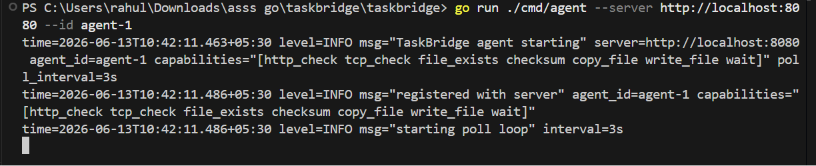 PS C:\Users\rahul\Downloads\asss go\taskbridge\taskbridge> go run ./cmd/agent --server http://localhost:80
80 --id agent-1
time=2026-06-13T10:42:11.463+05:30 level=INFO msg="TaskBridge agent starting" server=http://localhost:8080
 agent_id=agent-1 capabilities="[http_check tcp_check file_exists checksum copy_file write_file wait]" pol
l_interval=3s
time=2026-06-13T10:42:11.486+05:30 level=INFO msg="registered with server" agent_id=agent-1 capabilities="
[http_check tcp_check file_exists checksum copy_file write_file wait]"
time=2026-06-13T10:42:11.486+05:30 level=INFO msg="starting poll loop" interval=3s